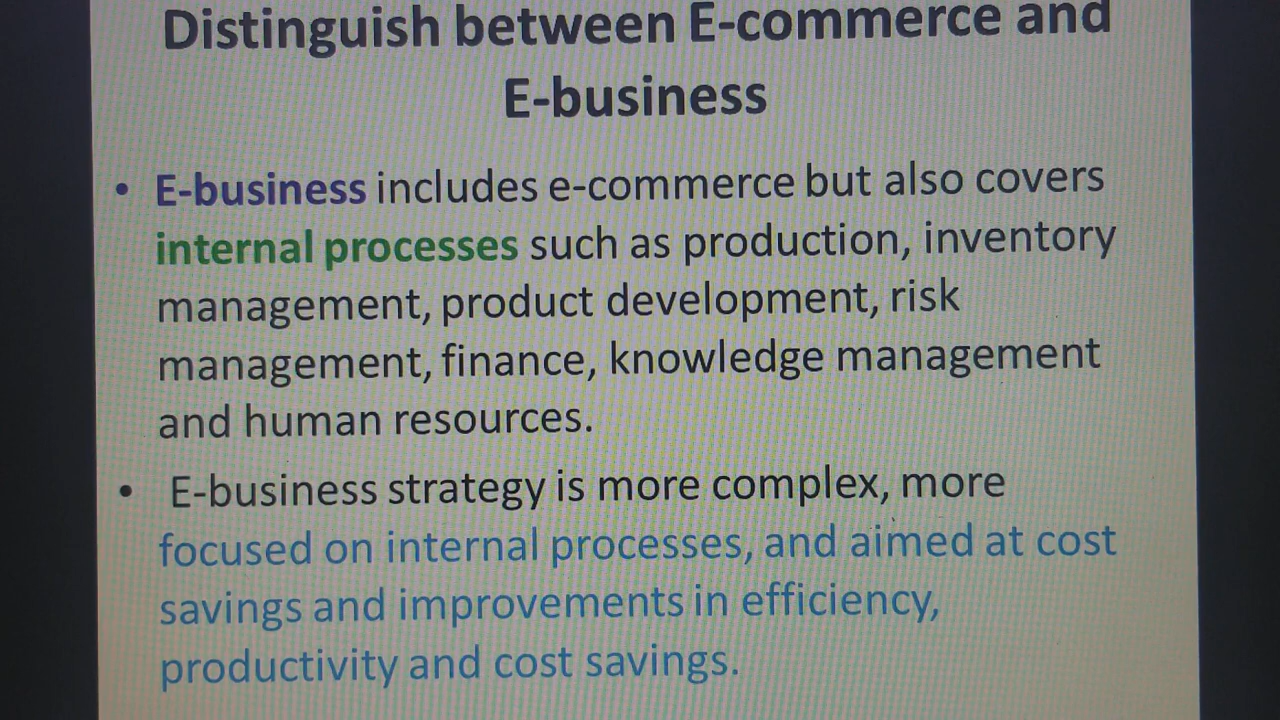 Distinguish between E-commerce and
E-business
• E-business includes e-commerce but also covers
internal processes such as production, inventory
management, product development, risk
management, finance, knowledge management
and human resources.
• E-business strategy is more complex, more
focused on internal processes, and aimed at cost
savings and improvements in efficiency,
productivity and cost savings.